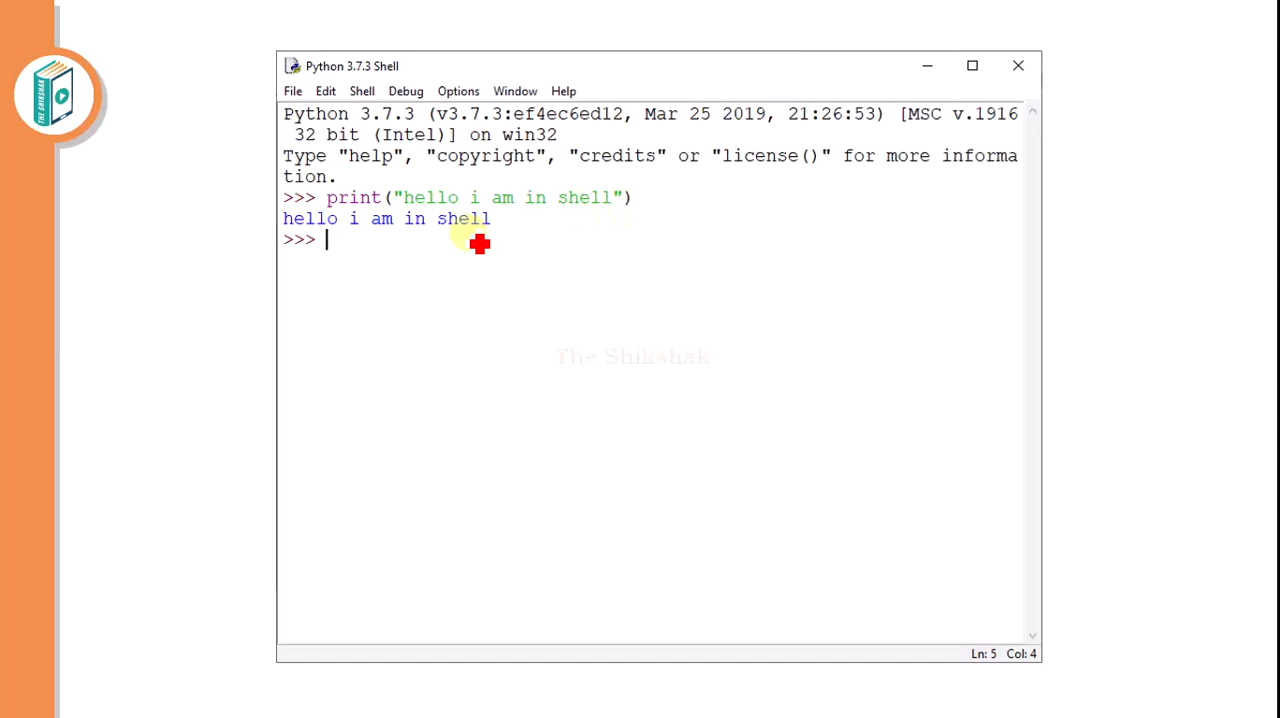 THE SHIKSHAK
Python 3.7.3 Shell
File Edit Shell Debug Options Window Help
Python 3.7.3 (v3.7.3:ef4ec6ed12, Mar 25 2019, 21:26:53) [MSC v.1916
32 bit (Intel)] on win32
Type "help", "copyright", "credits" or "license()" for more informa
tion.
>>> print("hello i am in shell")
hello i am in shell
>>>
The Shikshak
Ln: 5 Col: 4